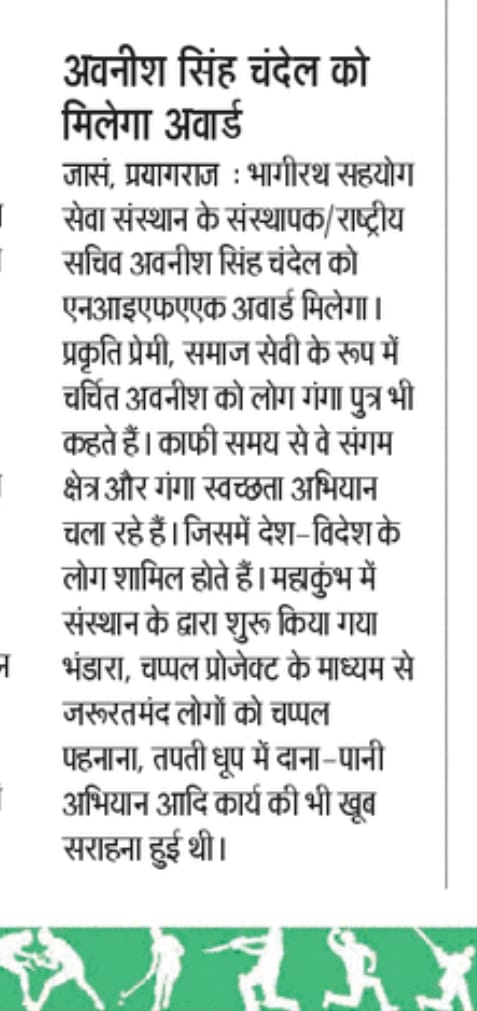 अवनीश सिंह चंदेल को
मिलेगा अवार्ड
जासं, प्रयागराज : भागीरथ सहयोग
सेवा संस्थान के संस्थापक/राष्ट्रीय
सचिव अवनीश सिंह चंदेल को
एनआइएफएएक अवार्ड मिलेगा।
प्रकृति प्रेमी, समाज सेवी के रूप में
चर्चित अवनीश को लोग गंगा पुत्र भी
कहते हैं। काफी समय से वे संगम
क्षेत्र और गंगा स्वच्छता अभियान
चला रहे हैं। जिसमें देश-विदेश के
लोग शामिल होते हैं। महाकुंभ में
संस्थान के द्वारा शुरू किया गया
भंडारा, चप्पल प्रोजेक्ट के माध्यम से
जरूरतमंद लोगों को चप्पल
पहनाना, तपती धूप में दाना-पानी
अभियान आदि कार्य की भी खूब
सराहना हुई थी।